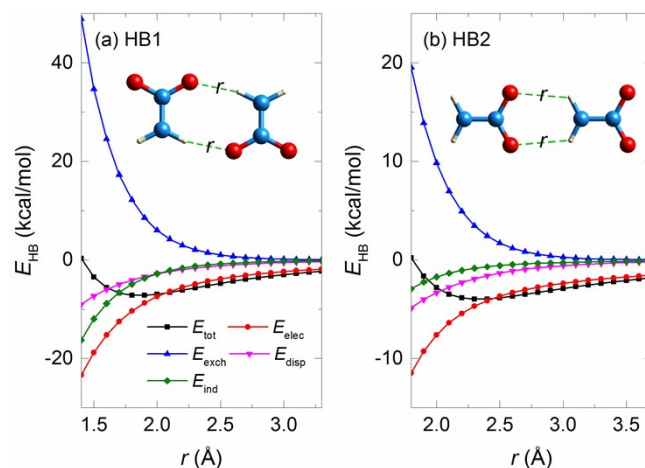 (a) HB1
(b) HB2
r
r
r
r
E_HB (kcal/mol)
40
20
0
-20
20
10
0
-10
E_tot
E_elec
E_exch
E_disp
E_ind
1.5 2.0 2.5 3.0
2.0 2.5 3.0 3.5
r (Å)
r (Å)
E_HB (kcal/mol)